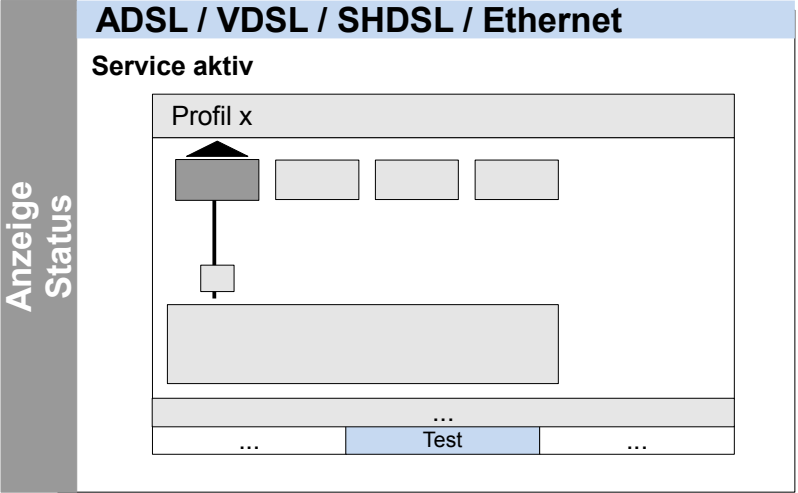 ADSL / VDSL / SHDSL / Ethernet
Anzeige
Status
Service aktiv
Profil x
...
...
Test
...